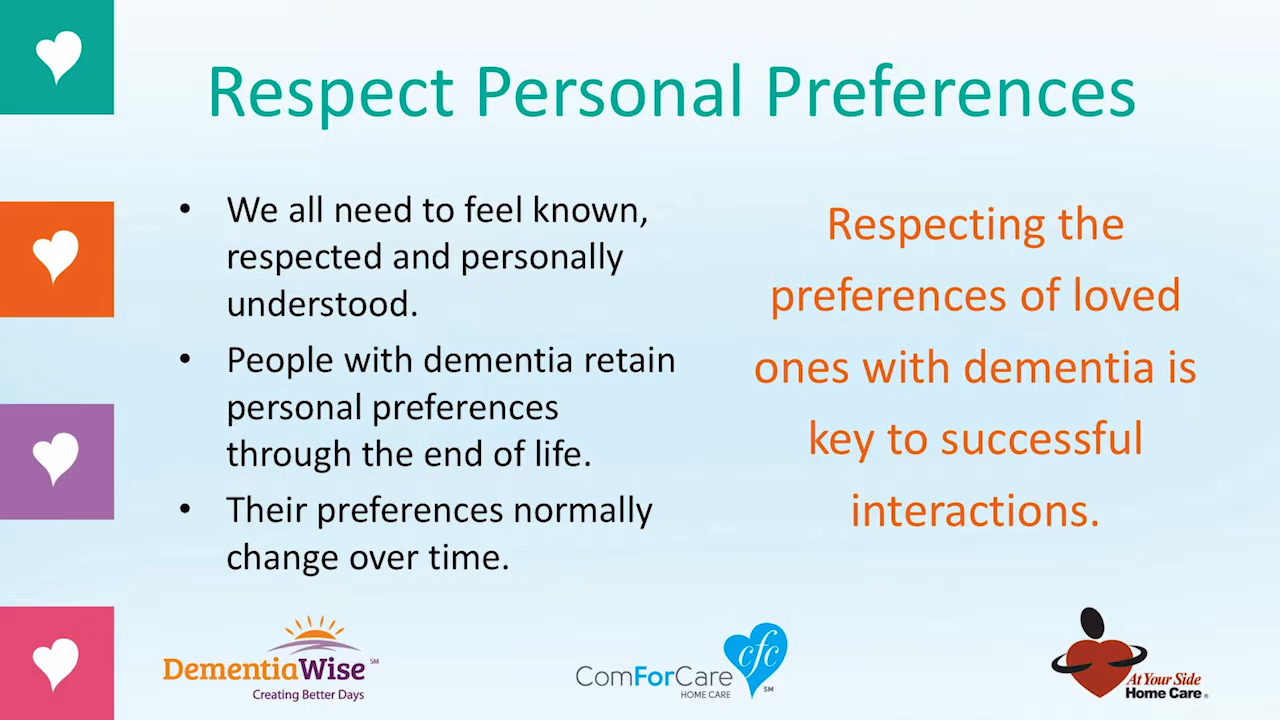 Respect Personal Preferences
• We all need to feel known,
respected and personally
understood.
• People with dementia retain
personal preferences
through the end of life.
• Their preferences normally
change over time.
Respecting the
preferences of loved
ones with dementia is
key to successful
interactions.
DementiaWise SM
Creating Better Days
cfc
ComForCare
HOME CARE SM
At Your Side
Home Care®